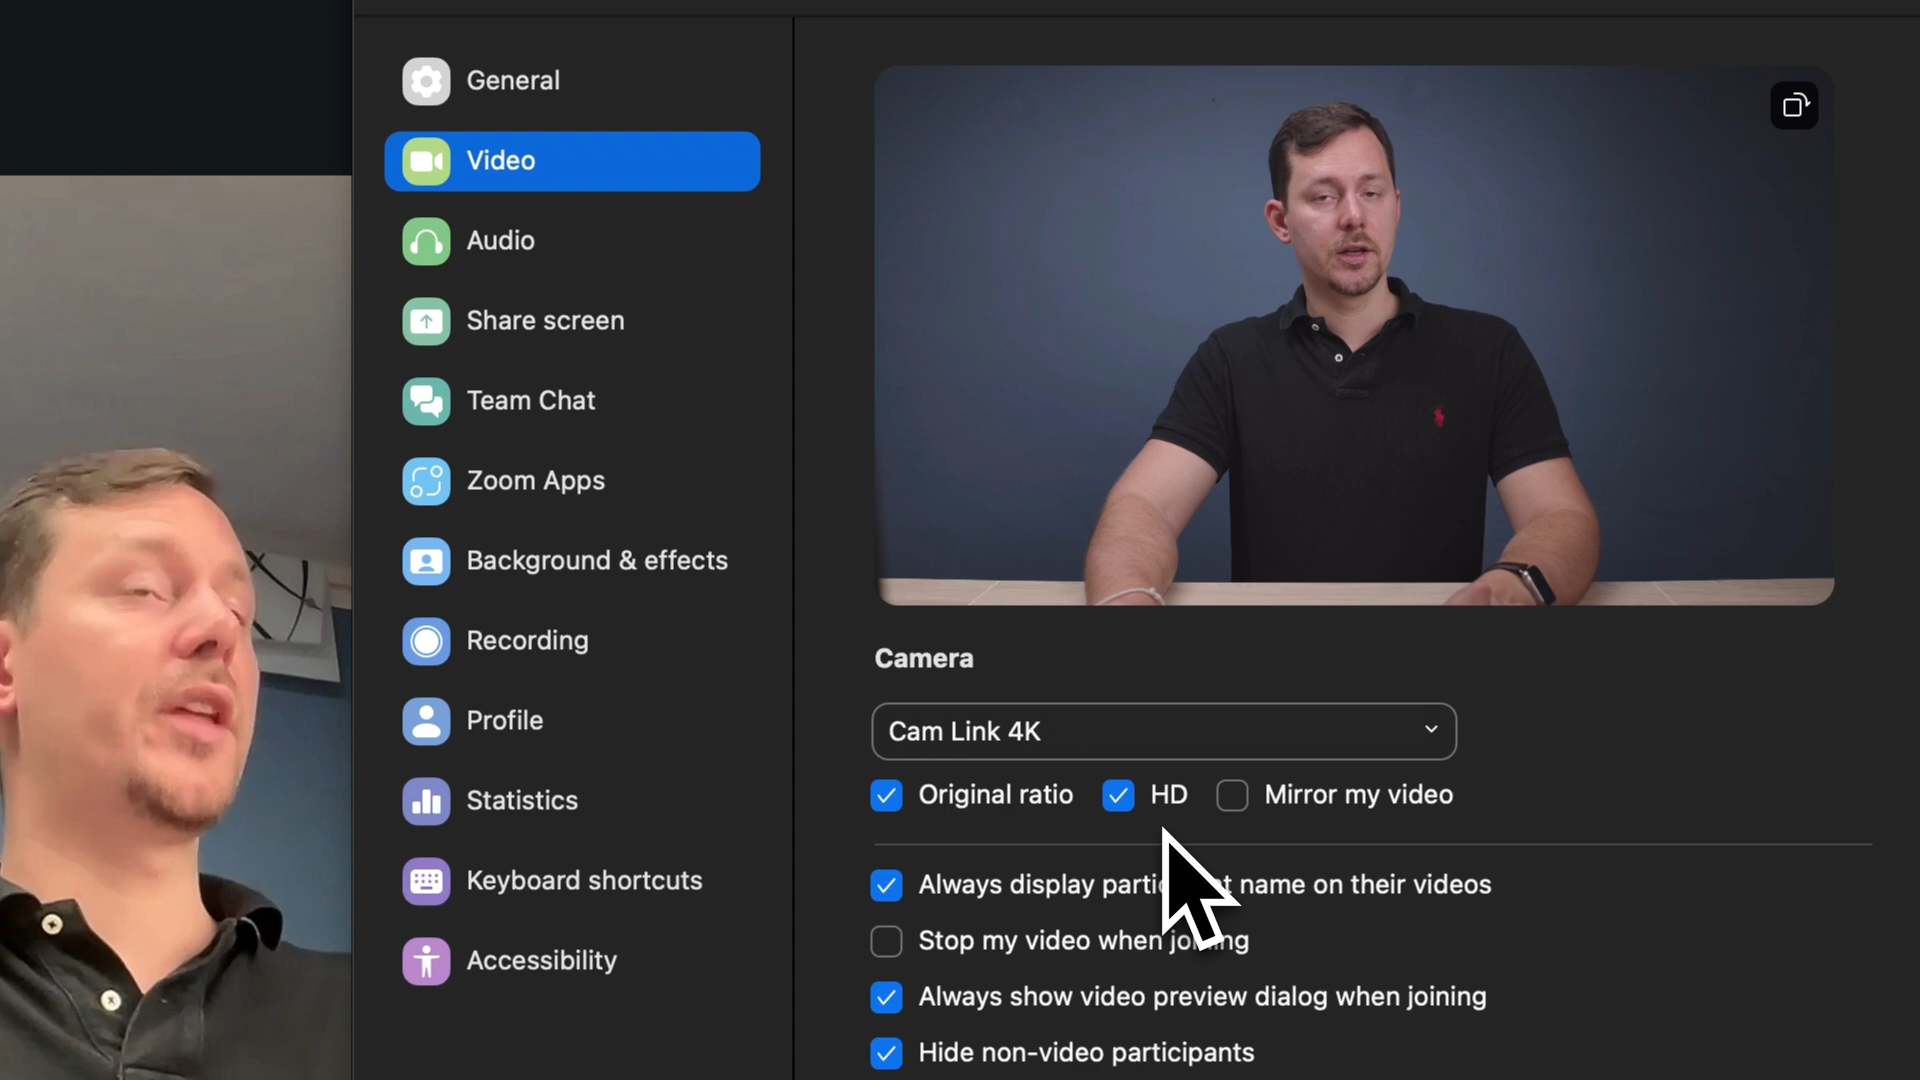 General
Video
Audio
Share screen
Team Chat
Zoom Apps
Background & effects
Recording
Profile
Statistics
Keyboard shortcuts
Accessibility
Camera
Cam Link 4K
Original ratio HD Mirror my video
Always display participant name on their videos
Stop my video when joining
Always show video preview dialog when joining
Hide non-video participants